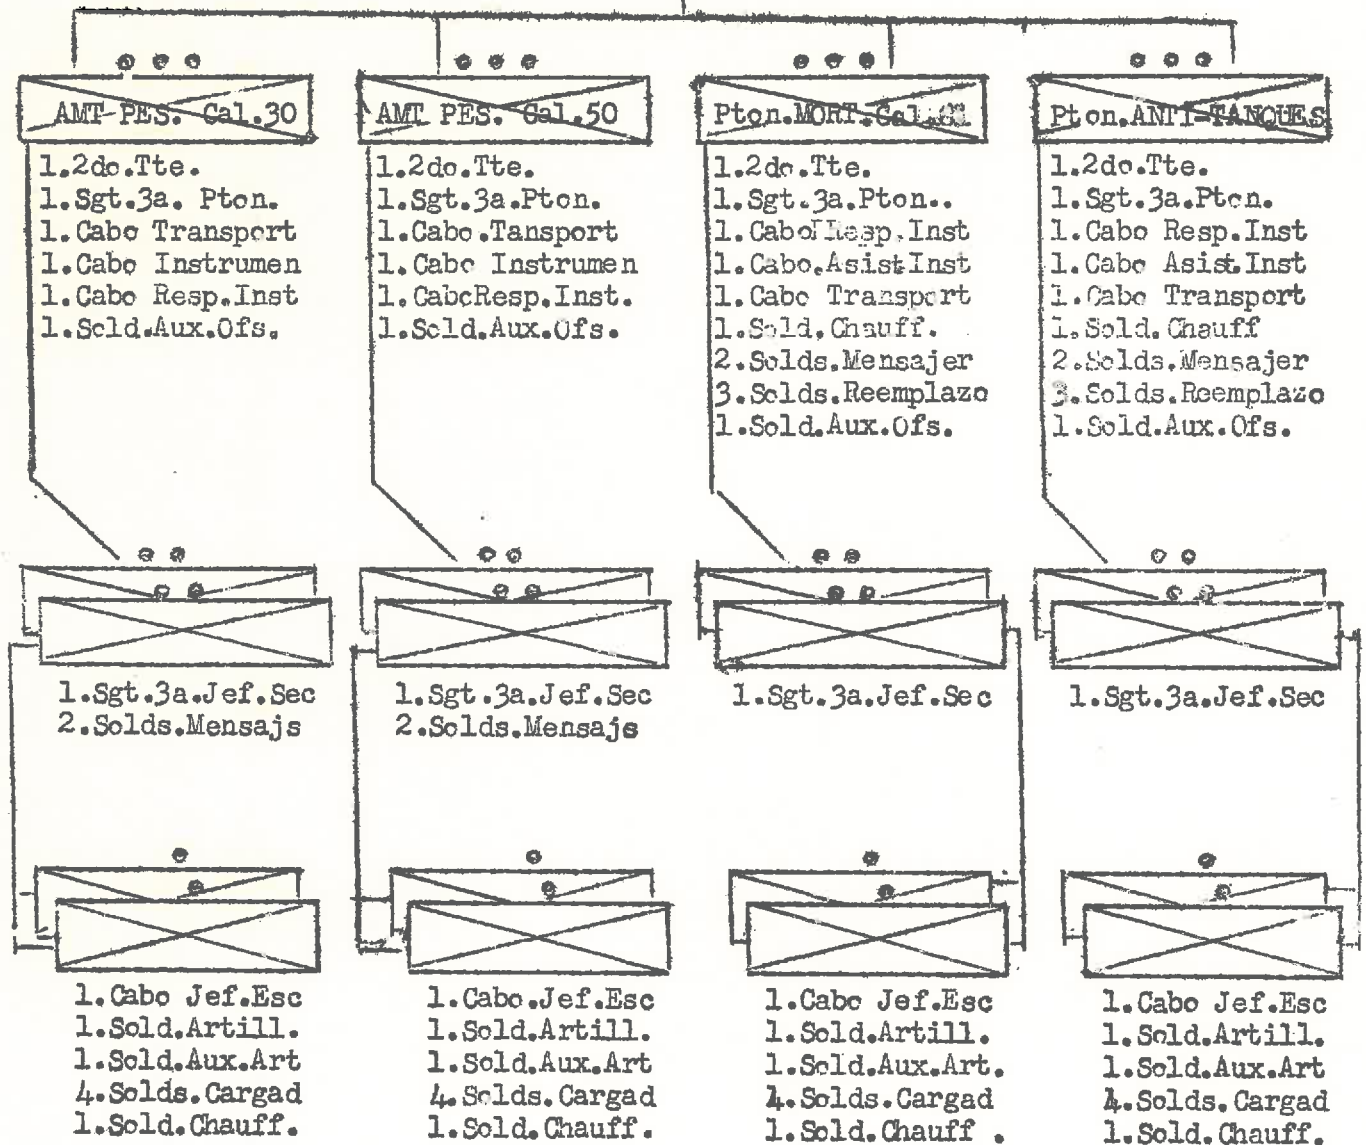 AMT-PES. Cal.30
1.2do.Tte.
1.Sgt.3a. Pton.
1.Cabo Transport
1.Cabo Instrumen
1.Cabo Resp.Inst
1.Sold.Aux.Ofs.
1.Sgt.3a.Jef.Sec
2.Solds.Mensajs
1.Cabo Jef.Esc
1.Sold.Artill.
1.Sold.Aux.Art
4.Solds.Cargad
1.Sold.Chauff.
AMT PES. Cal.50
1.2do.Tte.
1.Sgt.3a.Pton.
1.Cabo.Tansport
1.Cabo Instrumen
1.CaboResp.Inst.
1.Sold.Aux.Ofs.
1.Sgt.3a.Jef.Sec
2.Solds.Mensajs
1.Cabo.Jef.Esc
1.Sold.Artill.
1.Sold.Aux.Art
4.Solds.Cargad
1.Sold.Chauff.
Pton.MORT.Cal.
1.2do.Tte.
1.Sgt.3a.Pton..
1.Cabo Resp.Inst
1.Cabo.Asist Inst
1.Cabo Transport
1.Sold.Chauff.
2.Solds.Mensajer
3.Solds.Reemplazo
1.Sold.Aux.Ofs.
1.Sgt.3a.Jef.Sec
1.Cabo Jef.Esc
1.Sold.Artill.
1.Sold.Aux.Art.
4.Solds.Cargad
1.Sold.Chauff .
Pton.ANTI-TANQUES
1.2do.Tte.
1.Sgt.3a.Pton.
1.Cabo Resp.Inst
1.Cabo Asist.Inst
1.Cabo Transport
1.Sold.Chauff
2.Solds.Mensajer
3.Solds.Reemplazo
1.Sold.Aux.Ofs.
1.Sgt.3a.Jef.Sec
1.Cabo Jef.Esc
1.Sold.Artill.
1.Sold.Aux.Art
4.Solds.Cargad
1.Sold.Chauff.